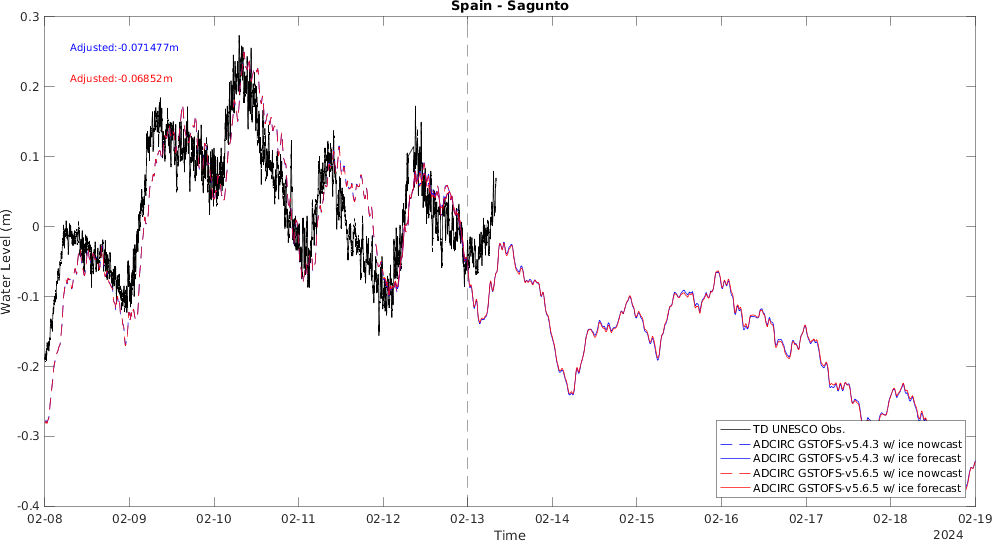 Spain - Sagunto
Adjusted:-0.071477m
Adjusted:-0.06852m
0.3
0.2
0.1
0
-0.1
-0.2
-0.3
-0.4
Water Level (m)
TD UNESCO Obs.
ADCIRC GSTOFS-v5.4.3 w/ ice nowcast
ADCIRC GSTOFS-v5.4.3 w/ ice forecast
ADCIRC GSTOFS-v5.6.5 w/ ice nowcast
ADCIRC GSTOFS-v5.6.5 w/ ice forecast
02-08 02-09 02-10 02-11 02-12 02-13 02-14 02-15 02-16 02-17 02-18 02-19
Time
2024